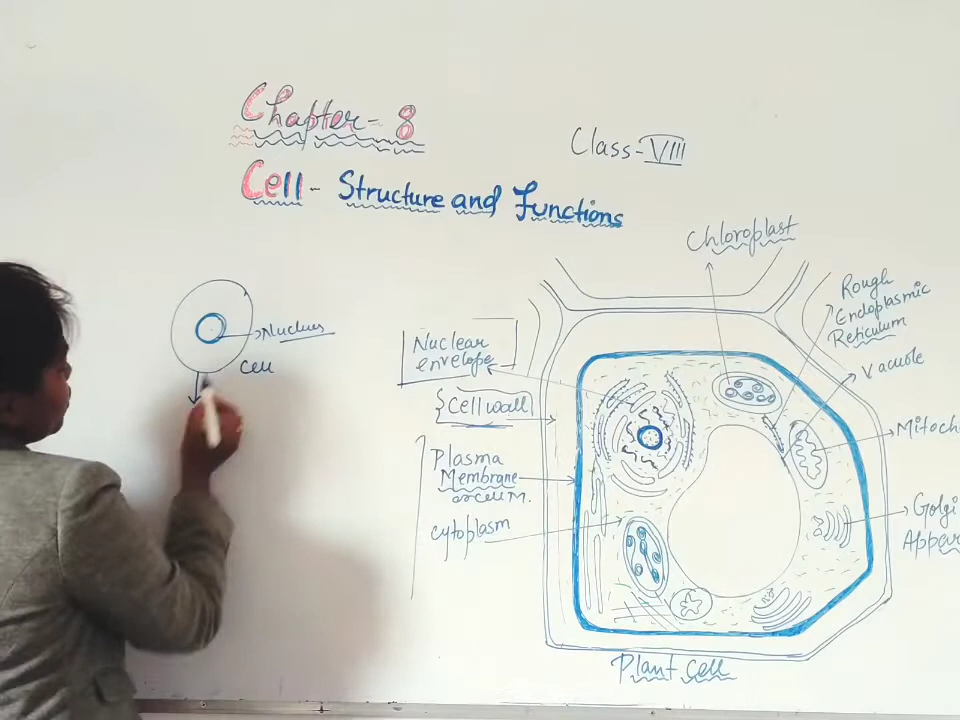 Chapter- 8
Class-VIII
Cell- Structure and Functions
Nucleus
Cell
Chloroplast
Rough
Endoplasmic
Reticulum
Vacuole
Nuclear
envelope
Cell wall
Plasma
Membrane
or cell M.
cytoplasm
Mitoch
Golgi
Appar
Plant cell